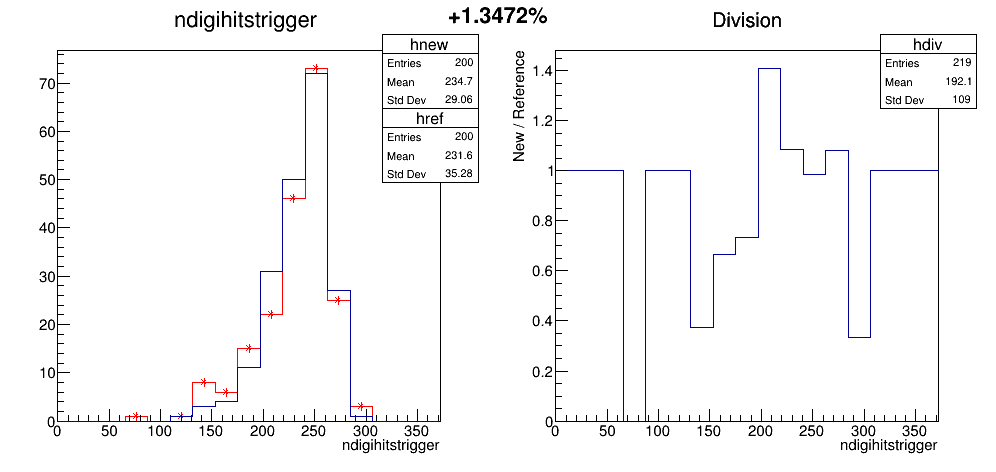 +1.3472%
ndigihitstrigger
hnew
Entries 200
Mean 234.7
Std Dev 29.06
href
Entries 200
Mean 231.6
Std Dev 35.28
70
60
50
40
30
20
10
0
0 50 100 150 200 250 300 350
ndigihitstrigger
Division
hdiv
Entries 219
Mean 192.1
Std Dev 109
New / Reference
1.4
1.2
1
0.8
0.6
0.4
0.2
0
0 50 100 150 200 250 300 350
ndigihitstrigger